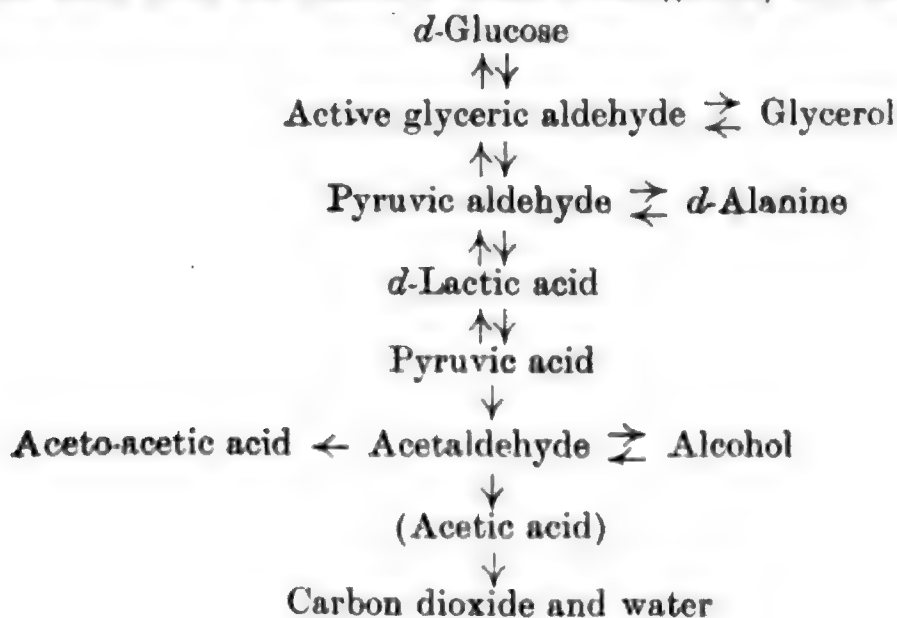 d-Glucose
↑↓
Active glyceric aldehyde ⇄ Glycerol
↑↓
Pyruvic aldehyde ⇄ d-Alanine
↑↓
d-Lactic acid
↑↓
Pyruvic acid
↓
Aceto-acetic acid ← Acetaldehyde ⇄ Alcohol
↓
(Acetic acid)
↓
Carbon dioxide and water